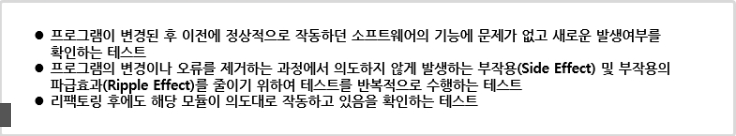 ● 프로그램이 변경된 후 이전에 정상적으로 작동하던 소프트웨어의 기능에 문제가 없고 새로운 발생여부를
확인하는 테스트
● 프로그램의 변경이나 오류를 제거하는 과정에서 의도하지 않게 발생하는 부작용(Side Effect) 및 부작용의
파급효과(Ripple Effect)를 줄이기 위하여 테스트를 반복적으로 수행하는 테스트
● 리팩토링 후에도 해당 모듈이 의도대로 작동하고 있음을 확인하는 테스트